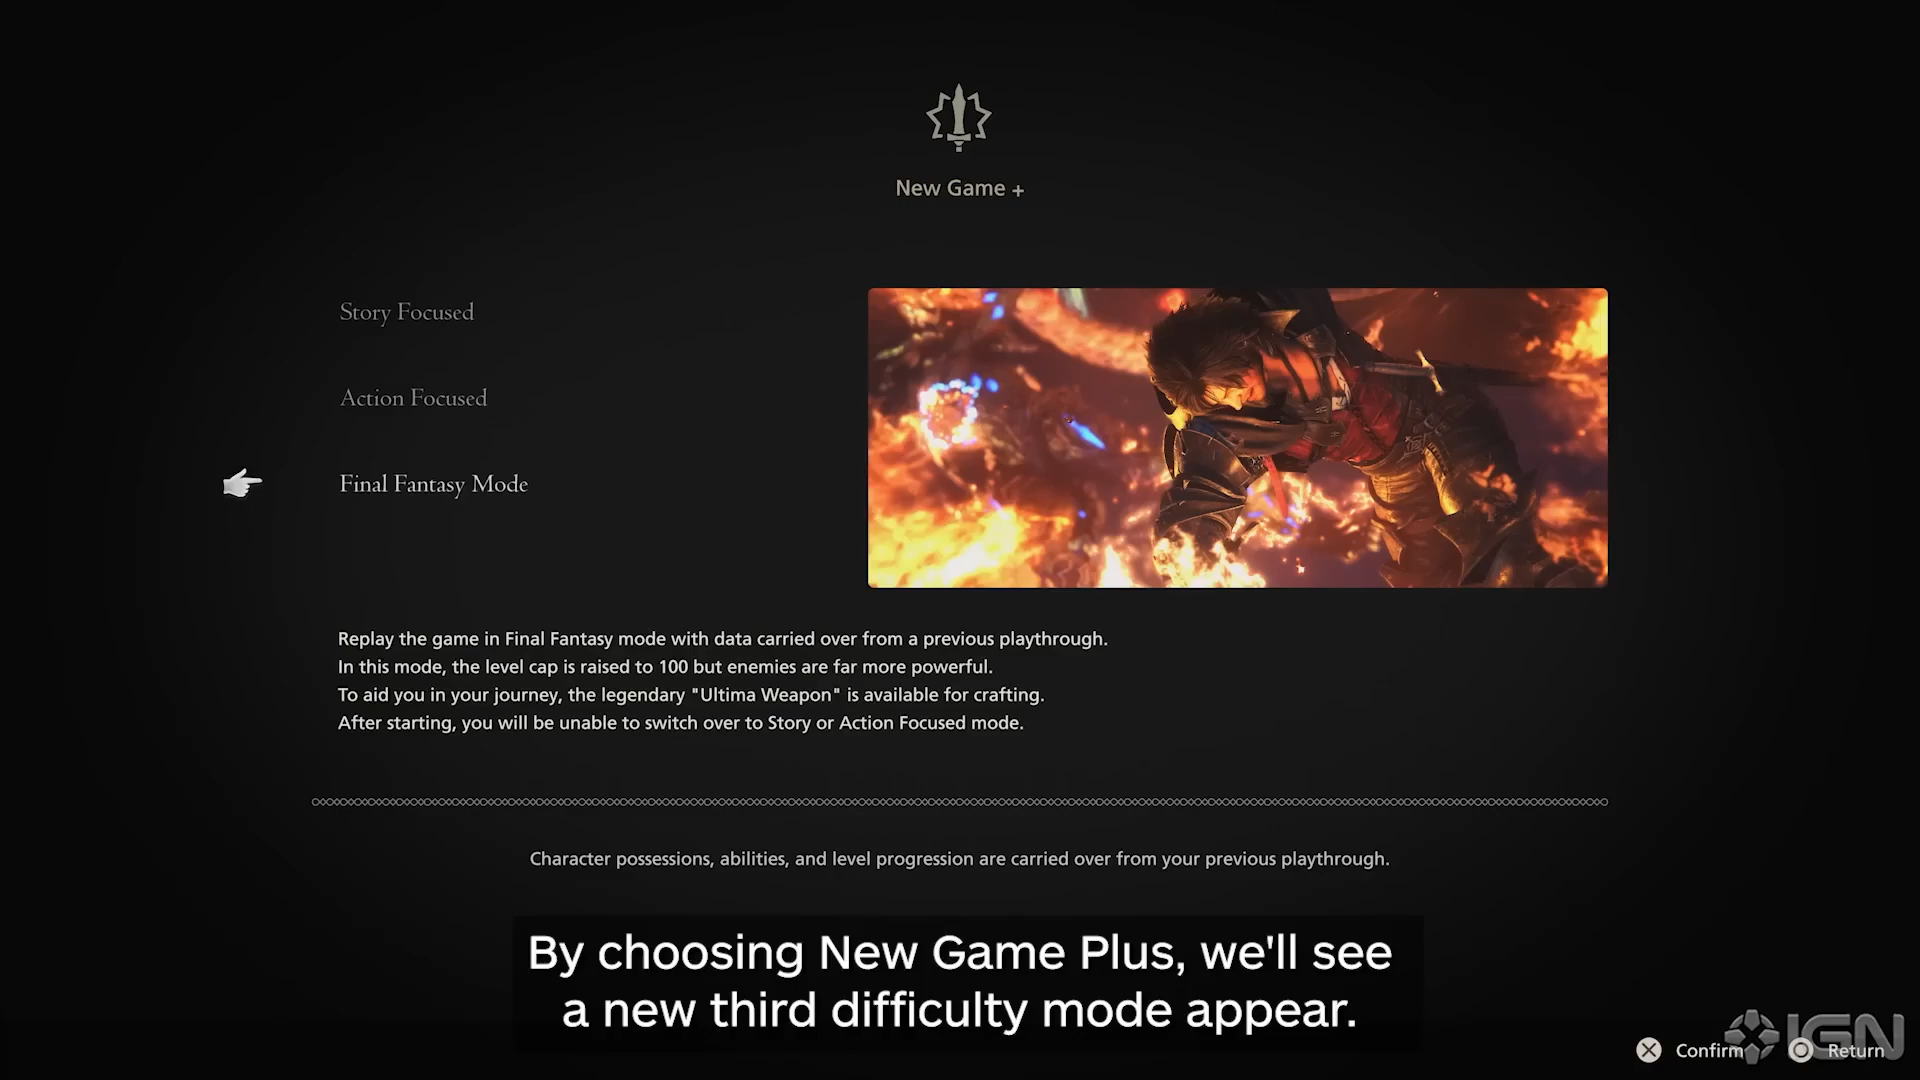 New Game +
Story Focused
Action Focused
Final Fantasy Mode
Replay the game in Final Fantasy mode with data carried over from a previous playthrough.
In this mode, the level cap is raised to 100 but enemies are far more powerful.
To aid you in your journey, the legendary "Ultima Weapon" is available for crafting.
After starting, you will be unable to switch over to Story or Action Focused mode.
Character possessions, abilities, and level progression are carried over from your previous playthrough.
By choosing New Game Plus, we'll see
a new third difficulty mode appear.
Confirm Return
IGN